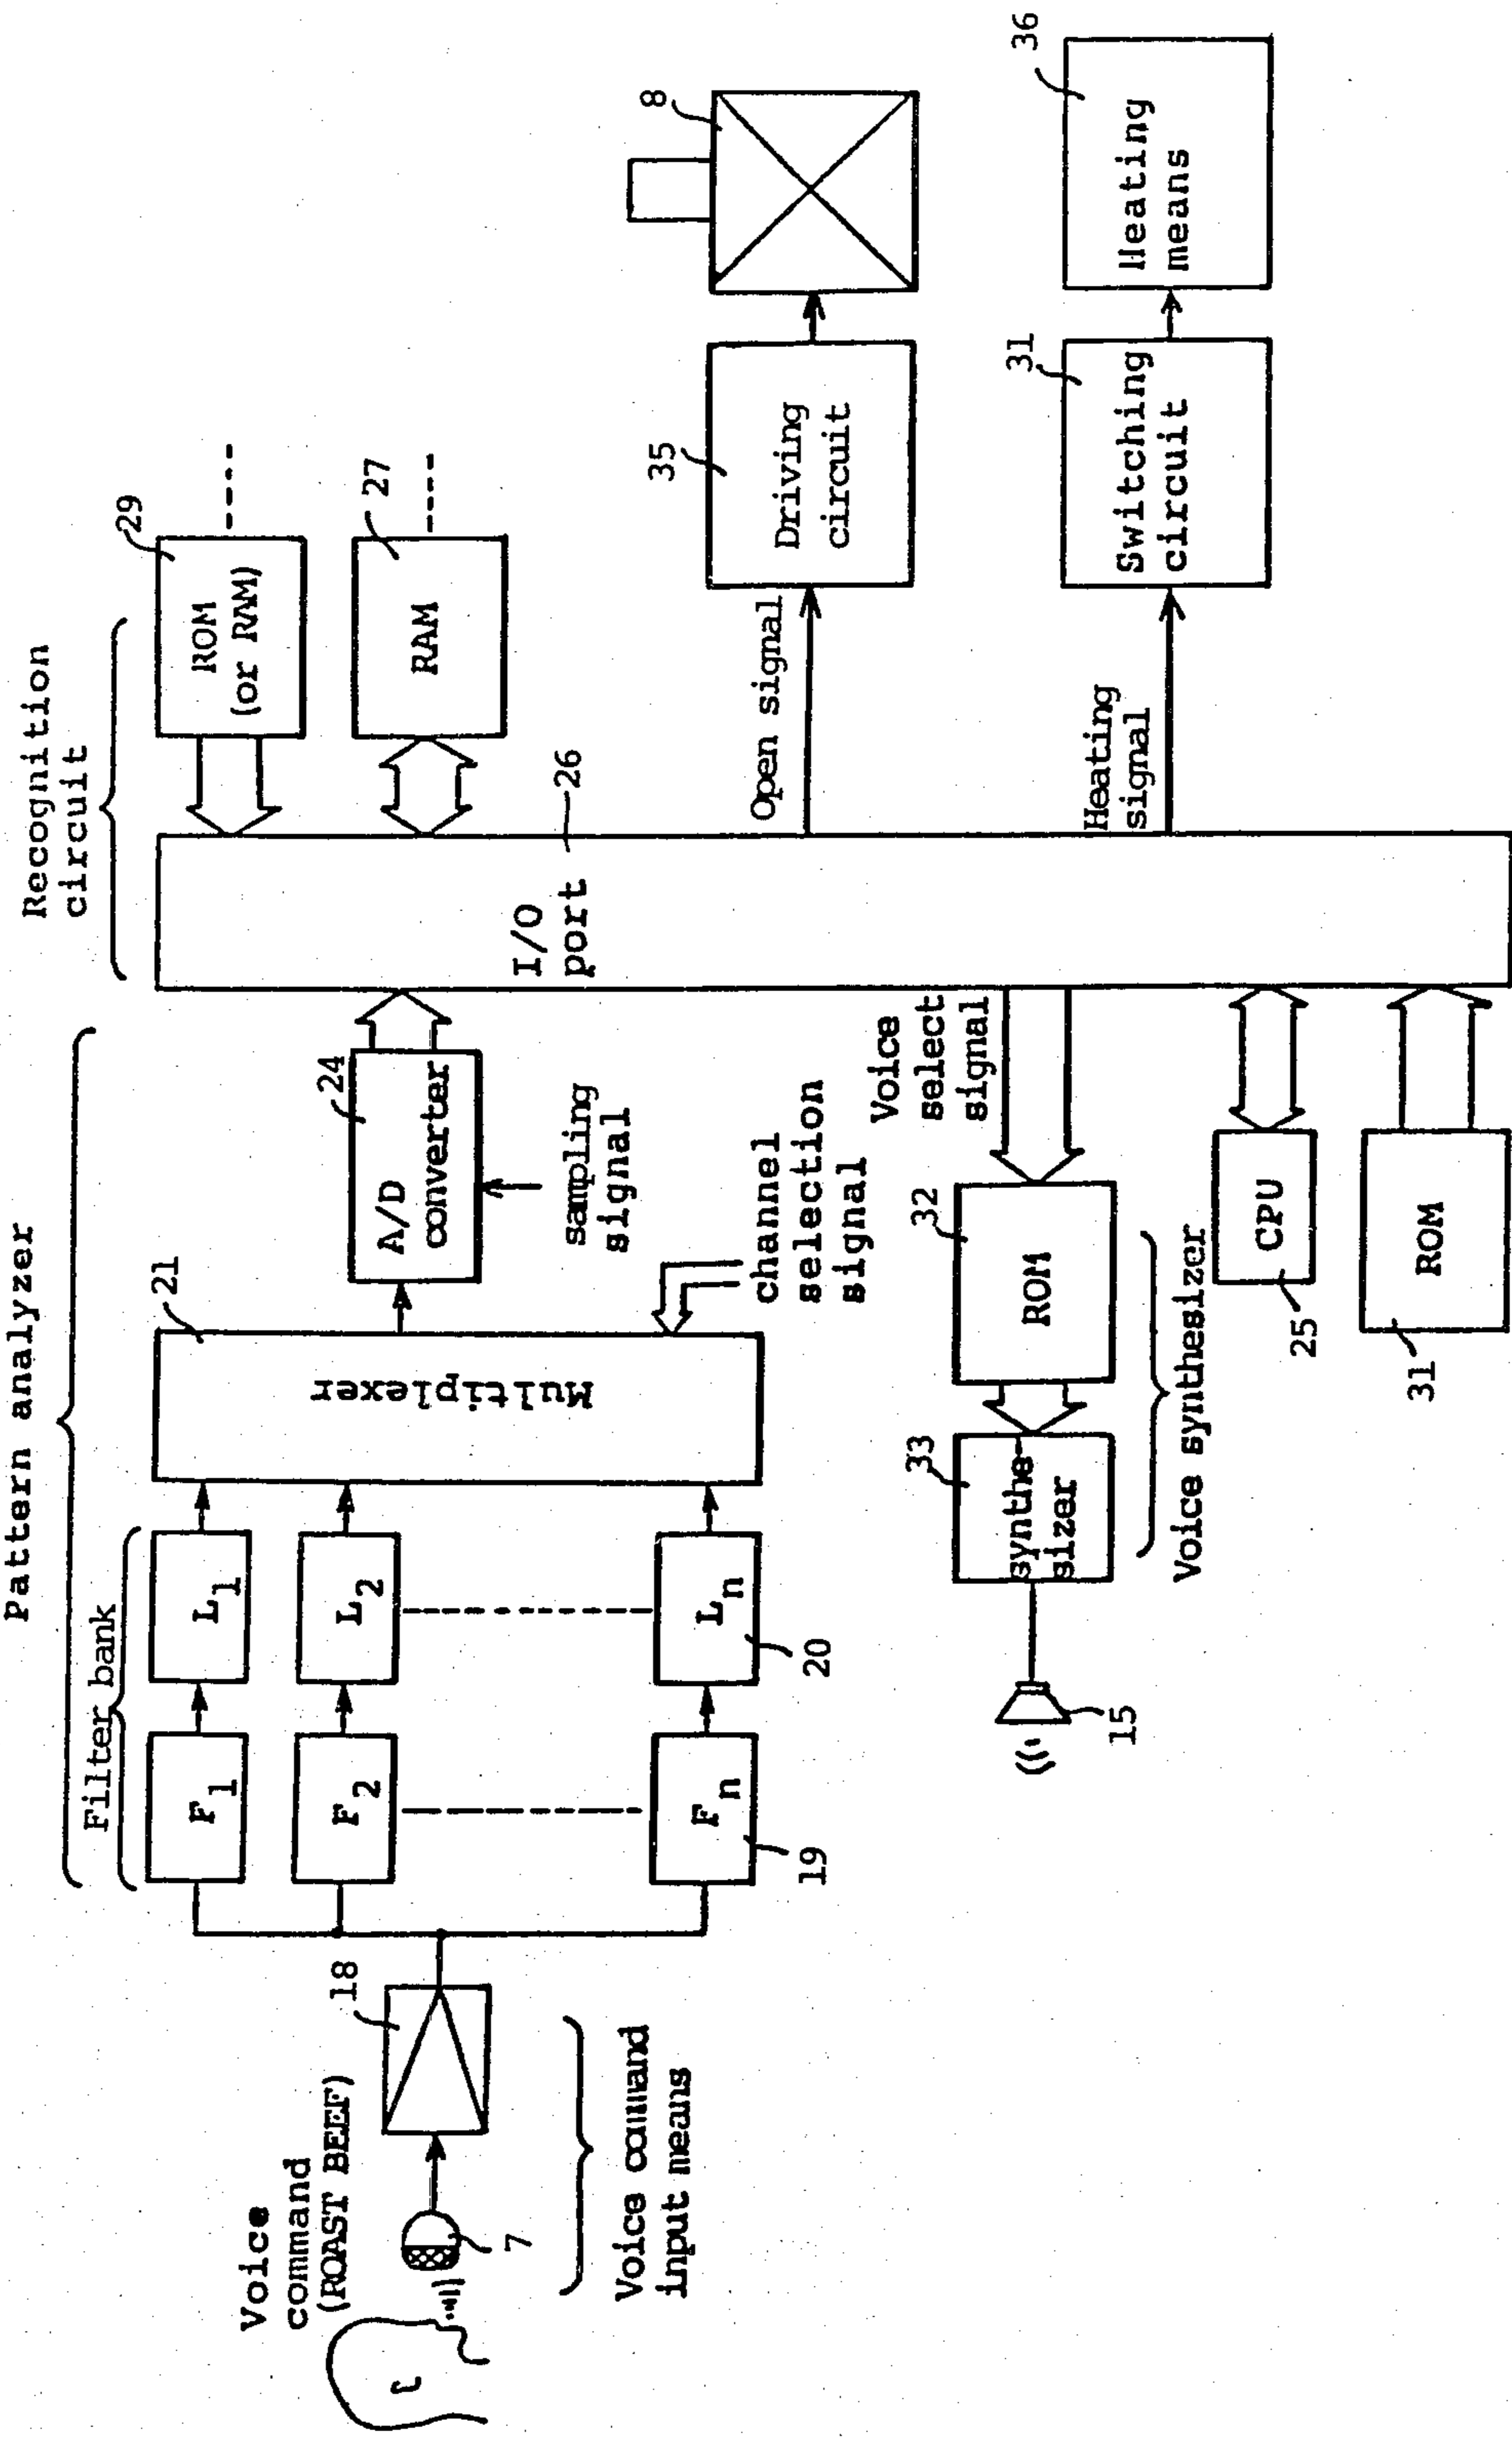 Pattern analyzer
Recognition
circuit
Filter bank
Voice
command
(ROAST BEEF)
7
Voice command
input means
18
F1
F2
Fn
19
L1
L2
Ln
20
21
Multiplexer
channel
selection
signal
24
A/D
converter
sampling
signal
I/O
port
26
29
ROM
(or RAM)
27
RAM
Open signal
35
Driving
circuit
8
Heating
signal
31
Switching
circuit
36
Heating
means
Voice
select
signal
32
ROM
33
synthe-
sizer
15
Voice synthesizer
CPU
25
ROM
31